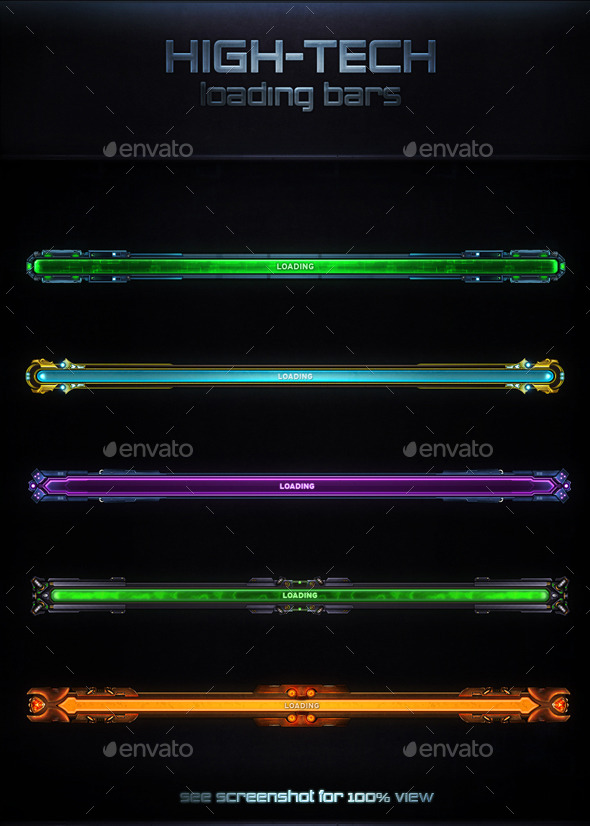 HIGH-TECH
loading bars
envato envato
LOADING
LOADING
envato envato
LOADING
LOADING
LOADING
envato envato
see screenshot for 100% view